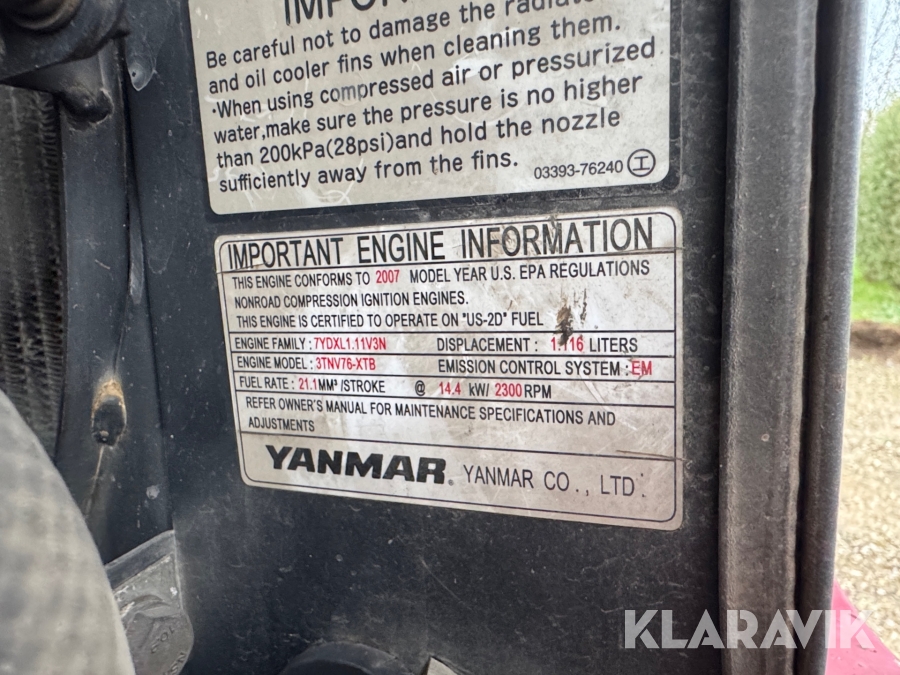 Be careful not to damage the
and oil cooler fins when cleaning them.
·When using compressed air or pressurized
water,make sure the pressure is no higher
than 200kPa(28psi)and hold the nozzle
sufficiently away from the fins.
03393-76240
IMPORTANT ENGINE INFORMATION
THIS ENGINE CONFORMS TO 2007 MODEL YEAR U.S. EPA REGULATIONS
NONROAD COMPRESSION IGNITION ENGINES.
THIS ENGINE IS CERTIFIED TO OPERATE ON "US-2D" FUEL
ENGINE FAMILY : 7YDXL1.11V3N DISPLACEMENT : 1.116 LITERS
ENGINE MODEL : 3TNV76-XTB EMISSION CONTROL SYSTEM : EM
FUEL RATE : 21.1 MM³ /STROKE @ 14.4 kW/ 2300 RPM
REFER OWNER'S MANUAL FOR MAINTENANCE SPECIFICATIONS AND
ADJUSTMENTS
YANMAR. YANMAR CO., LTD.
KLARAVIK